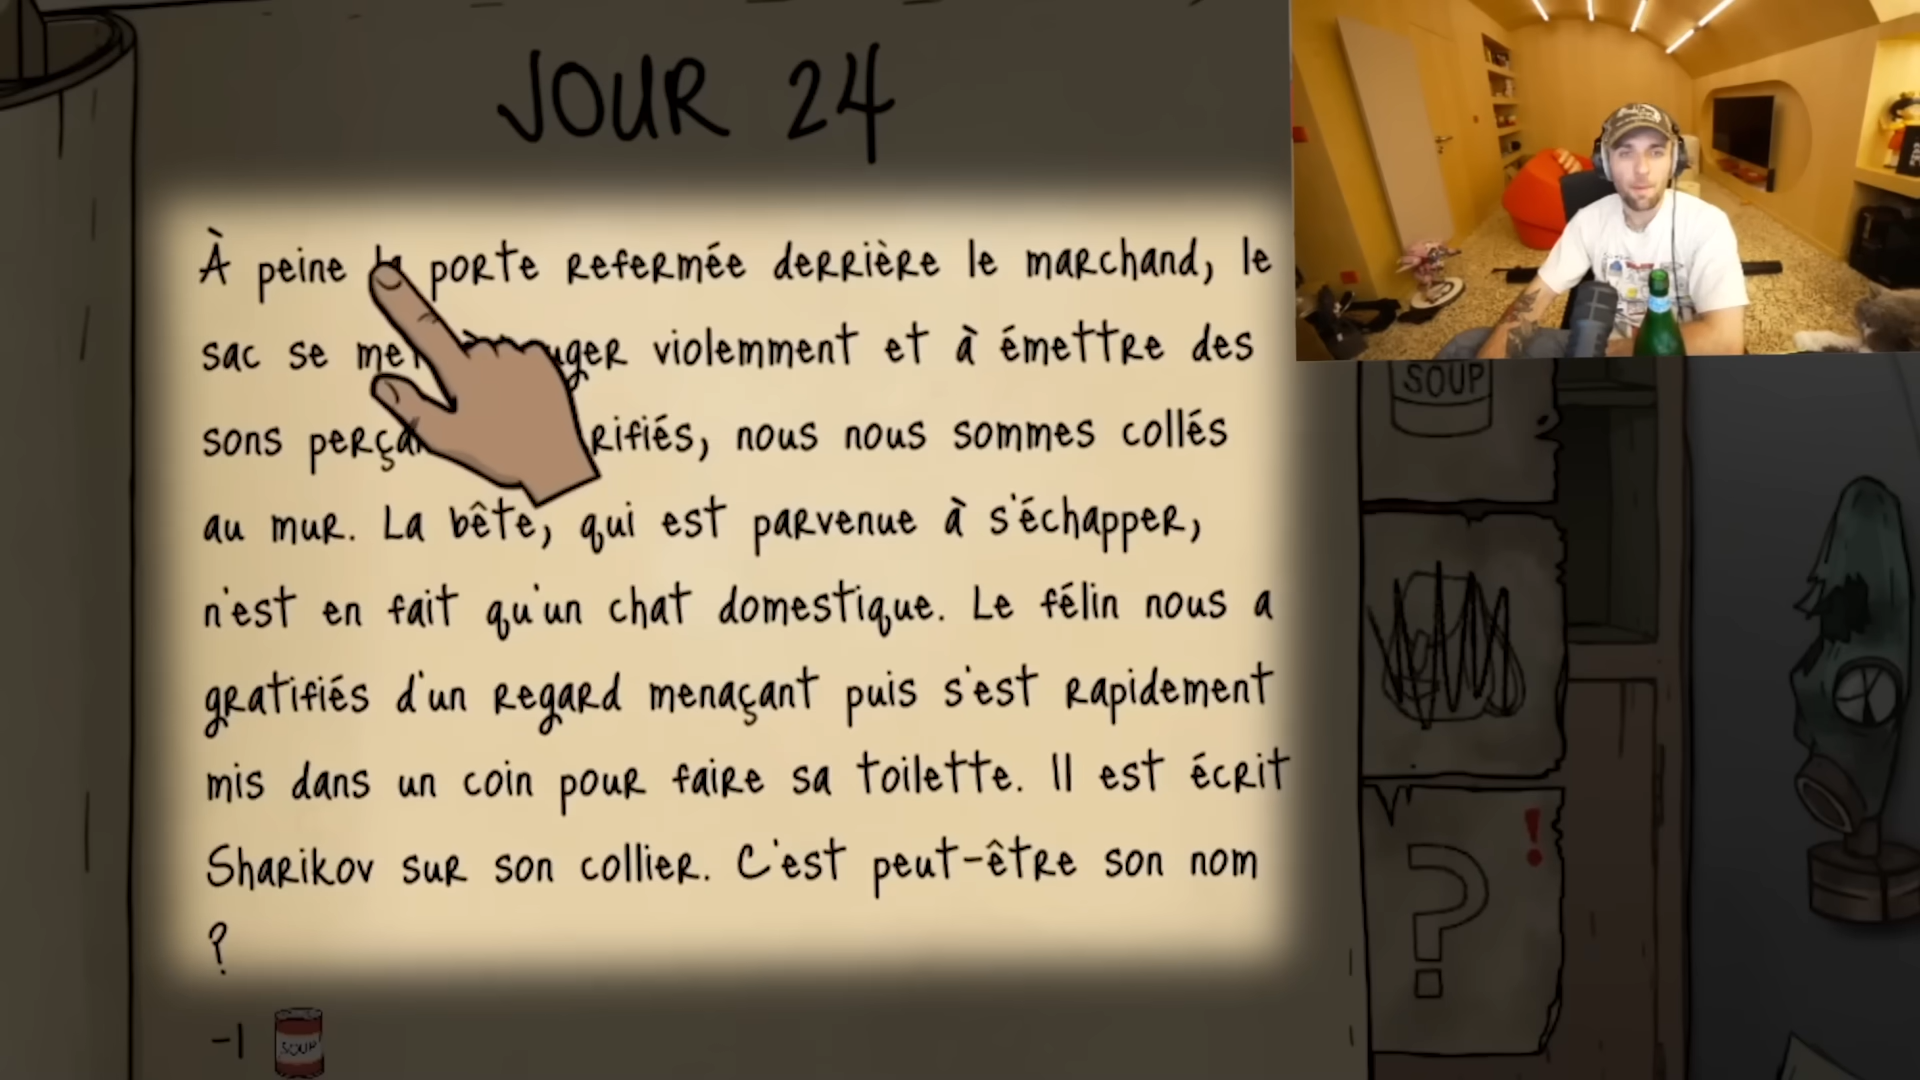 JOUR 24
À peine porte refermée derrière le marchand, le
sac se violemment et à émettre des
sons nous nous sommes collés
au mur. La bête, qui est parvenue à s'échapper,
n'est en fait qu'un chat domestique. Le félin nous a
gratifiés d'un regard menaçant puis s'est rapidement
mis dans un coin pour faire sa toilette. Il est écrit
Sharikov sur son collier. C'est peut-être son nom
?
-1 SOUP
SOUP
?
!